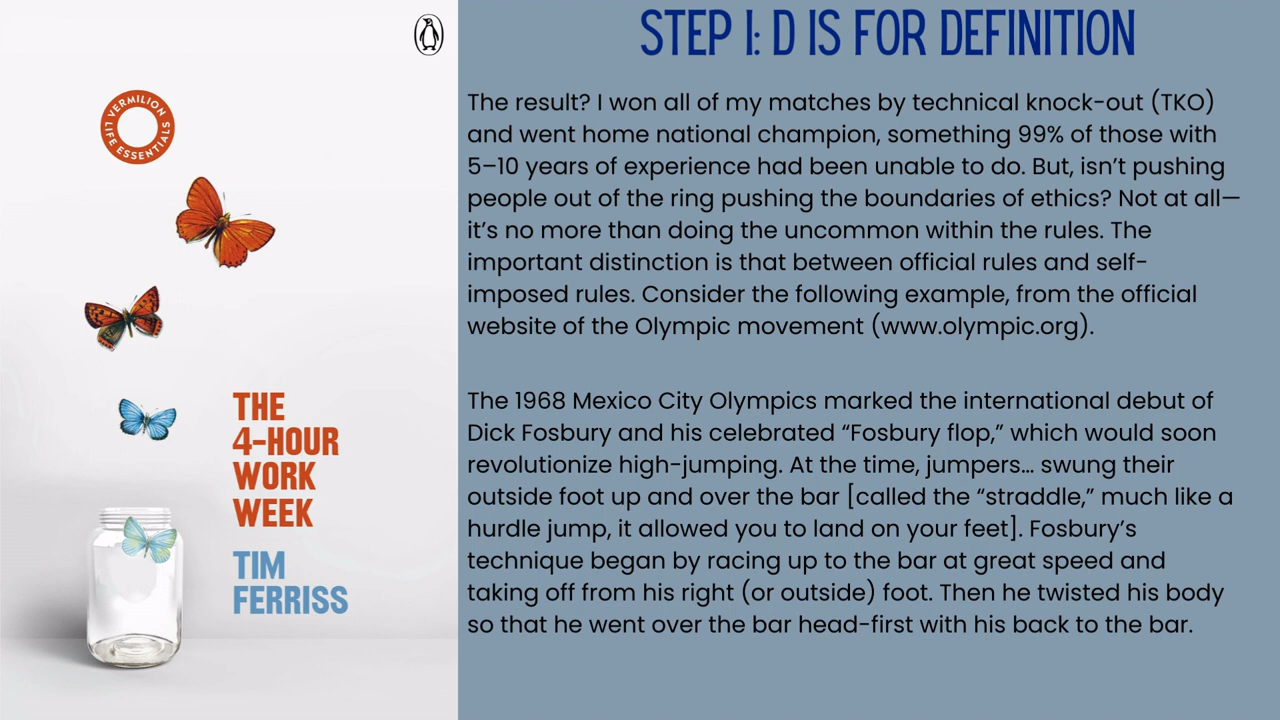 VERMILION
LIFE ESSENTIALS
THE
4-HOUR
WORK
WEEK
TIM
FERRISS
STEP 1: D IS FOR DEFINITION
The result? I won all of my matches by technical knock-out (TKO)
and went home national champion, something 99% of those with
5–10 years of experience had been unable to do. But, isn’t pushing
people out of the ring pushing the boundaries of ethics? Not at all—
it’s no more than doing the uncommon within the rules. The
important distinction is that between official rules and self-
imposed rules. Consider the following example, from the official
website of the Olympic movement (www.olympic.org).
The 1968 Mexico City Olympics marked the international debut of
Dick Fosbury and his celebrated “Fosbury flop,” which would soon
revolutionize high-jumping. At the time, jumpers… swung their
outside foot up and over the bar [called the “straddle,” much like a
hurdle jump, it allowed you to land on your feet]. Fosbury’s
technique began by racing up to the bar at great speed and
taking off from his right (or outside) foot. Then he twisted his body
so that he went over the bar head-first with his back to the bar.